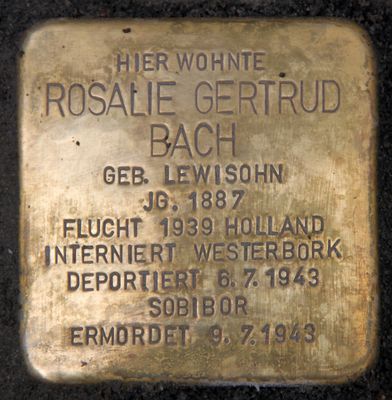 HIER WOHNTE
ROSALIE GERTRUD
BACH
GEB. LEWISOHN
JG. 1887
FLUCHT 1939 HOLLAND
INTERNIERT WESTERBORK
DEPORTIERT 6.7.1943
SOBIBOR
ERMORDET 9.7.1943